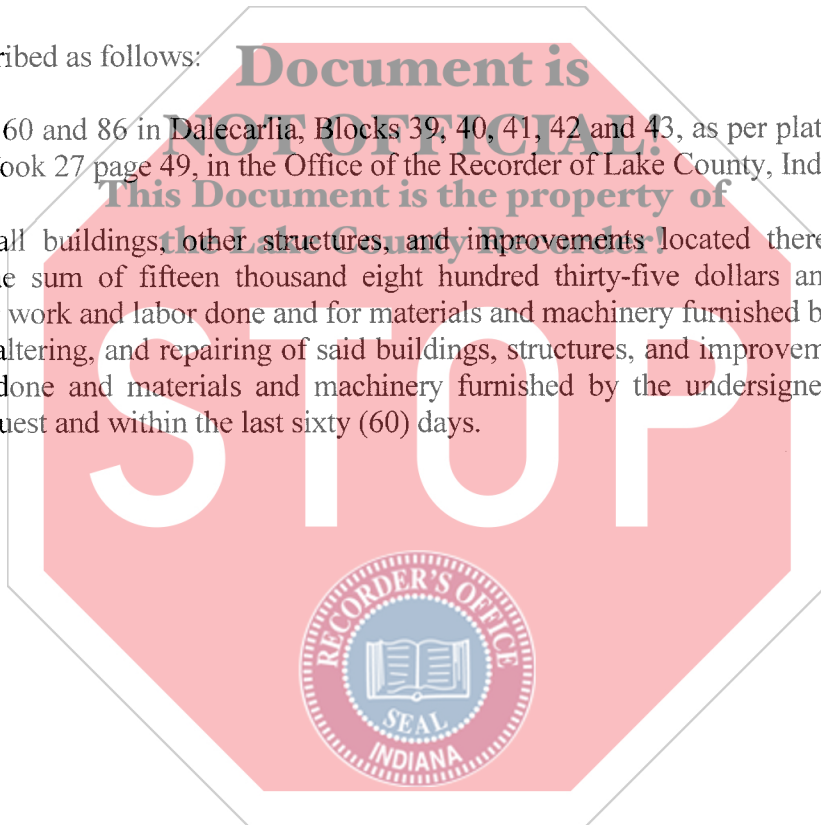 ribed as follows:
Document is
60 and 86 in Dalecarlia, Blocks 39, 40, 41, 42 and 43, as per plat
NOT OFFICIAL!
ook 27 page 49, in the Office of the Recorder of Lake County, Ind
This Document is the property of
all buildings, other structures, and improvements located there
the Lake County Recorder!
e sum of fifteen thousand eight hundred thirty-five dollars an
work and labor done and for materials and machinery furnished b
altering, and repairing of said buildings, structures, and improvem
done and materials and machinery furnished by the undersigne
uest and within the last sixty (60) days.
STOP
RECORDER'S OFFICE
SEAL
INDIANA